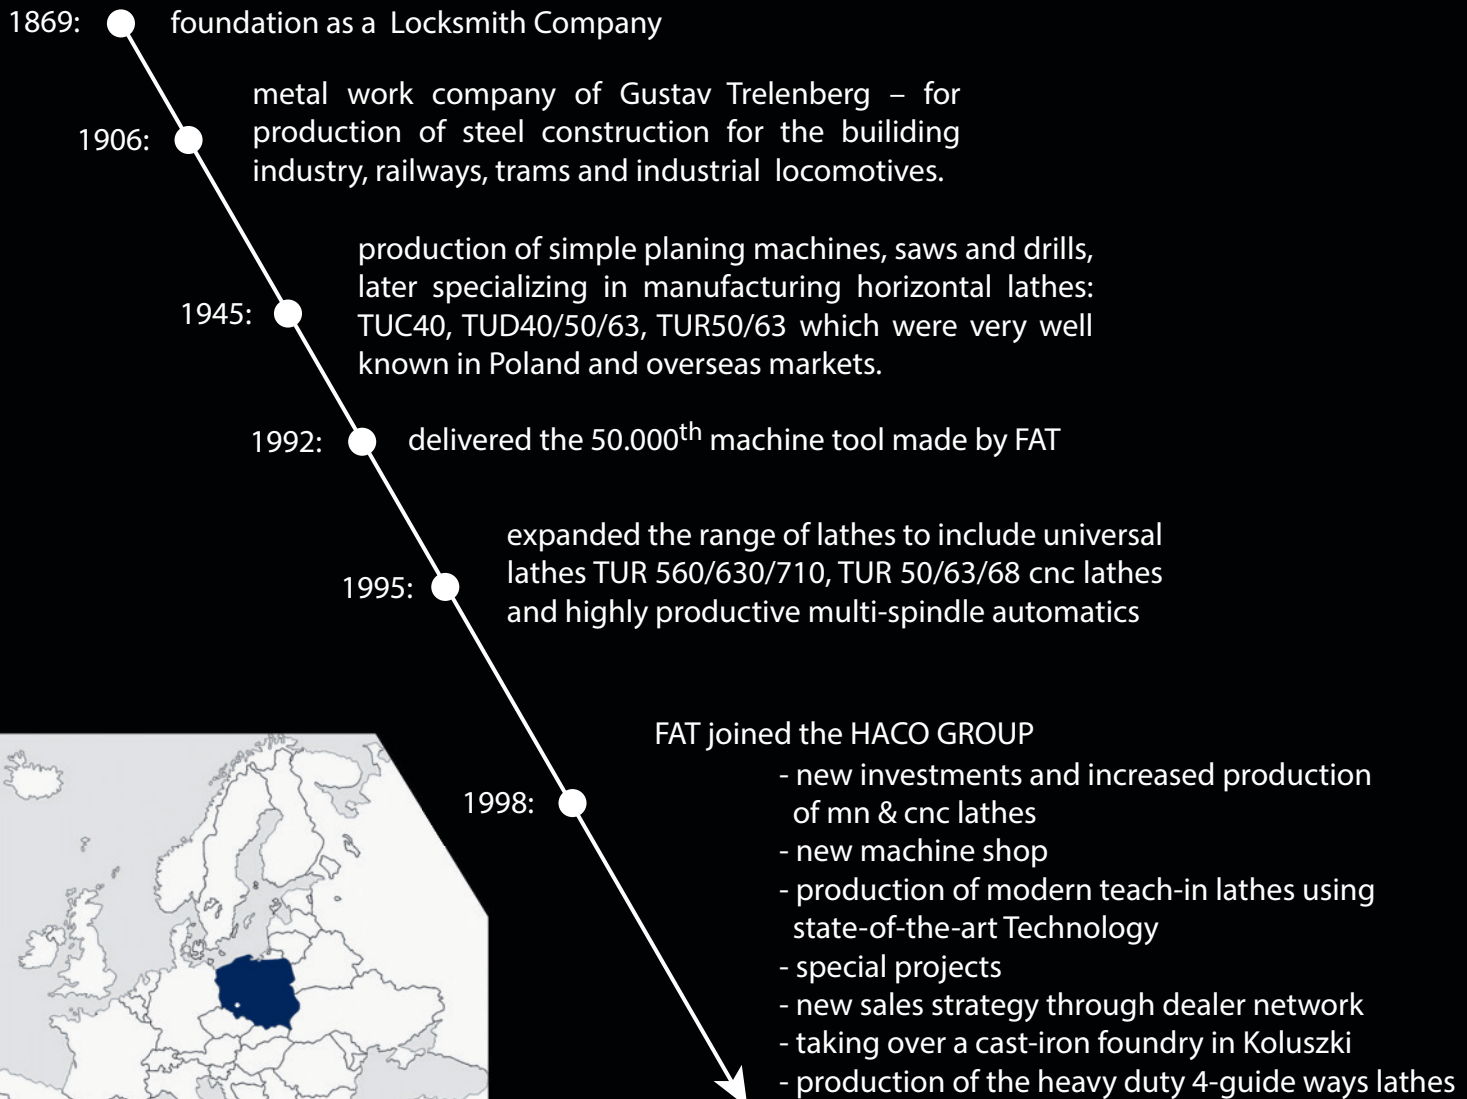 1869: foundation as a Locksmith Company
metal work company of Gustav Trelenberg – for
1906: production of steel construction for the builiding
industry, railways, trams and industrial locomotives.
production of simple planing machines, saws and drills,
later specializing in manufacturing horizontal lathes:
1945: TUC40, TUD40/50/63, TUR50/63 which were very well
known in Poland and overseas markets.
1992: delivered the 50.000th machine tool made by FAT
expanded the range of lathes to include universal
1995: lathes TUR 560/630/710, TUR 50/63/68 cnc lathes
and highly productive multi-spindle automatics
FAT joined the HACO GROUP
- new investments and increased production
1998: of mn & cnc lathes
- new machine shop
- production of modern teach-in lathes using
state-of-the-art Technology
- special projects
- new sales strategy through dealer network
- taking over a cast-iron foundry in Koluszki
- production of the heavy duty 4-guide ways lathes